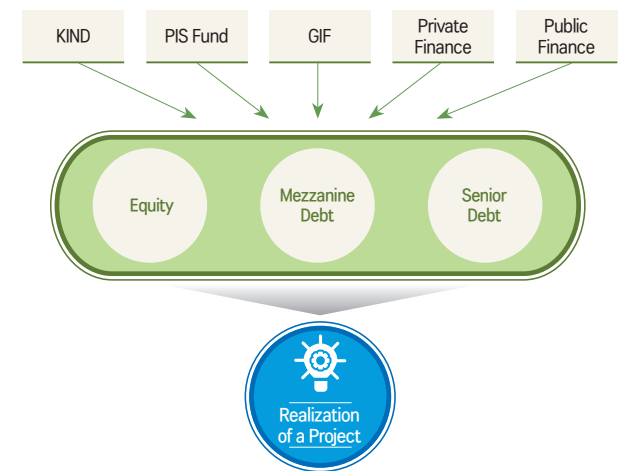 KIND
PIS Fund
GIF
Private
Finance
Public
Finance
Equity
Mezzanine
Debt
Senior
Debt
Realization
of a Project